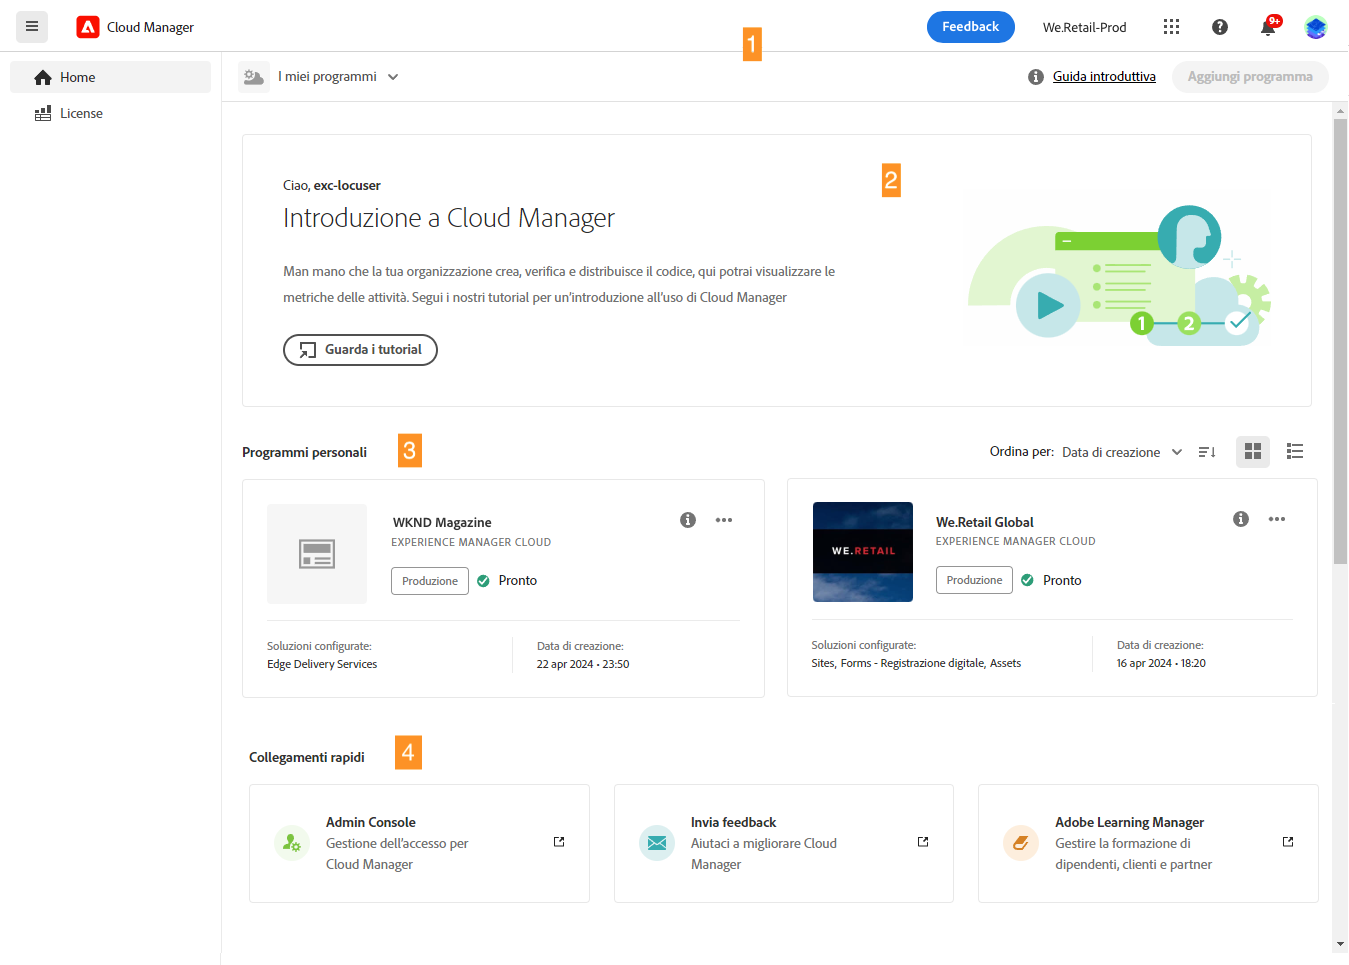 Cloud Manager
1
Feedback
We.Retail-Prod
9+
Home
License
I miei programmi
Guida introduttiva
Aggiungi programma
Ciao, exc-locuser
2
Introduzione a Cloud Manager
Man mano che la tua organizzazione crea, verifica e distribuisce il codice, qui potrai visualizzare le
metriche delle attività. Segui i nostri tutorial per un'introduzione all'uso di Cloud Manager
1
2
Guarda i tutorial
Programmi personali
3
Ordina per: Data di creazione
WKND Magazine
EXPERIENCE MANAGER CLOUD
Produzione
Pronto
Soluzioni configurate:
Edge Delivery Services
Data di creazione:
22 apr 2024 • 23:50
WE.RETAIL
We.Retail Global
EXPERIENCE MANAGER CLOUD
Produzione
Pronto
Soluzioni configurate:
Sites, Forms - Registrazione digitale, Assets
Data di creazione:
16 apr 2024 • 18:20
Collegamenti rapidi
4
Admin Console
Gestione dell'accesso per
Cloud Manager
Invia feedback
Aiutaci a migliorare Cloud
Manager
Adobe Learning Manager
Gestire la formazione di
dipendenti, clienti e partner